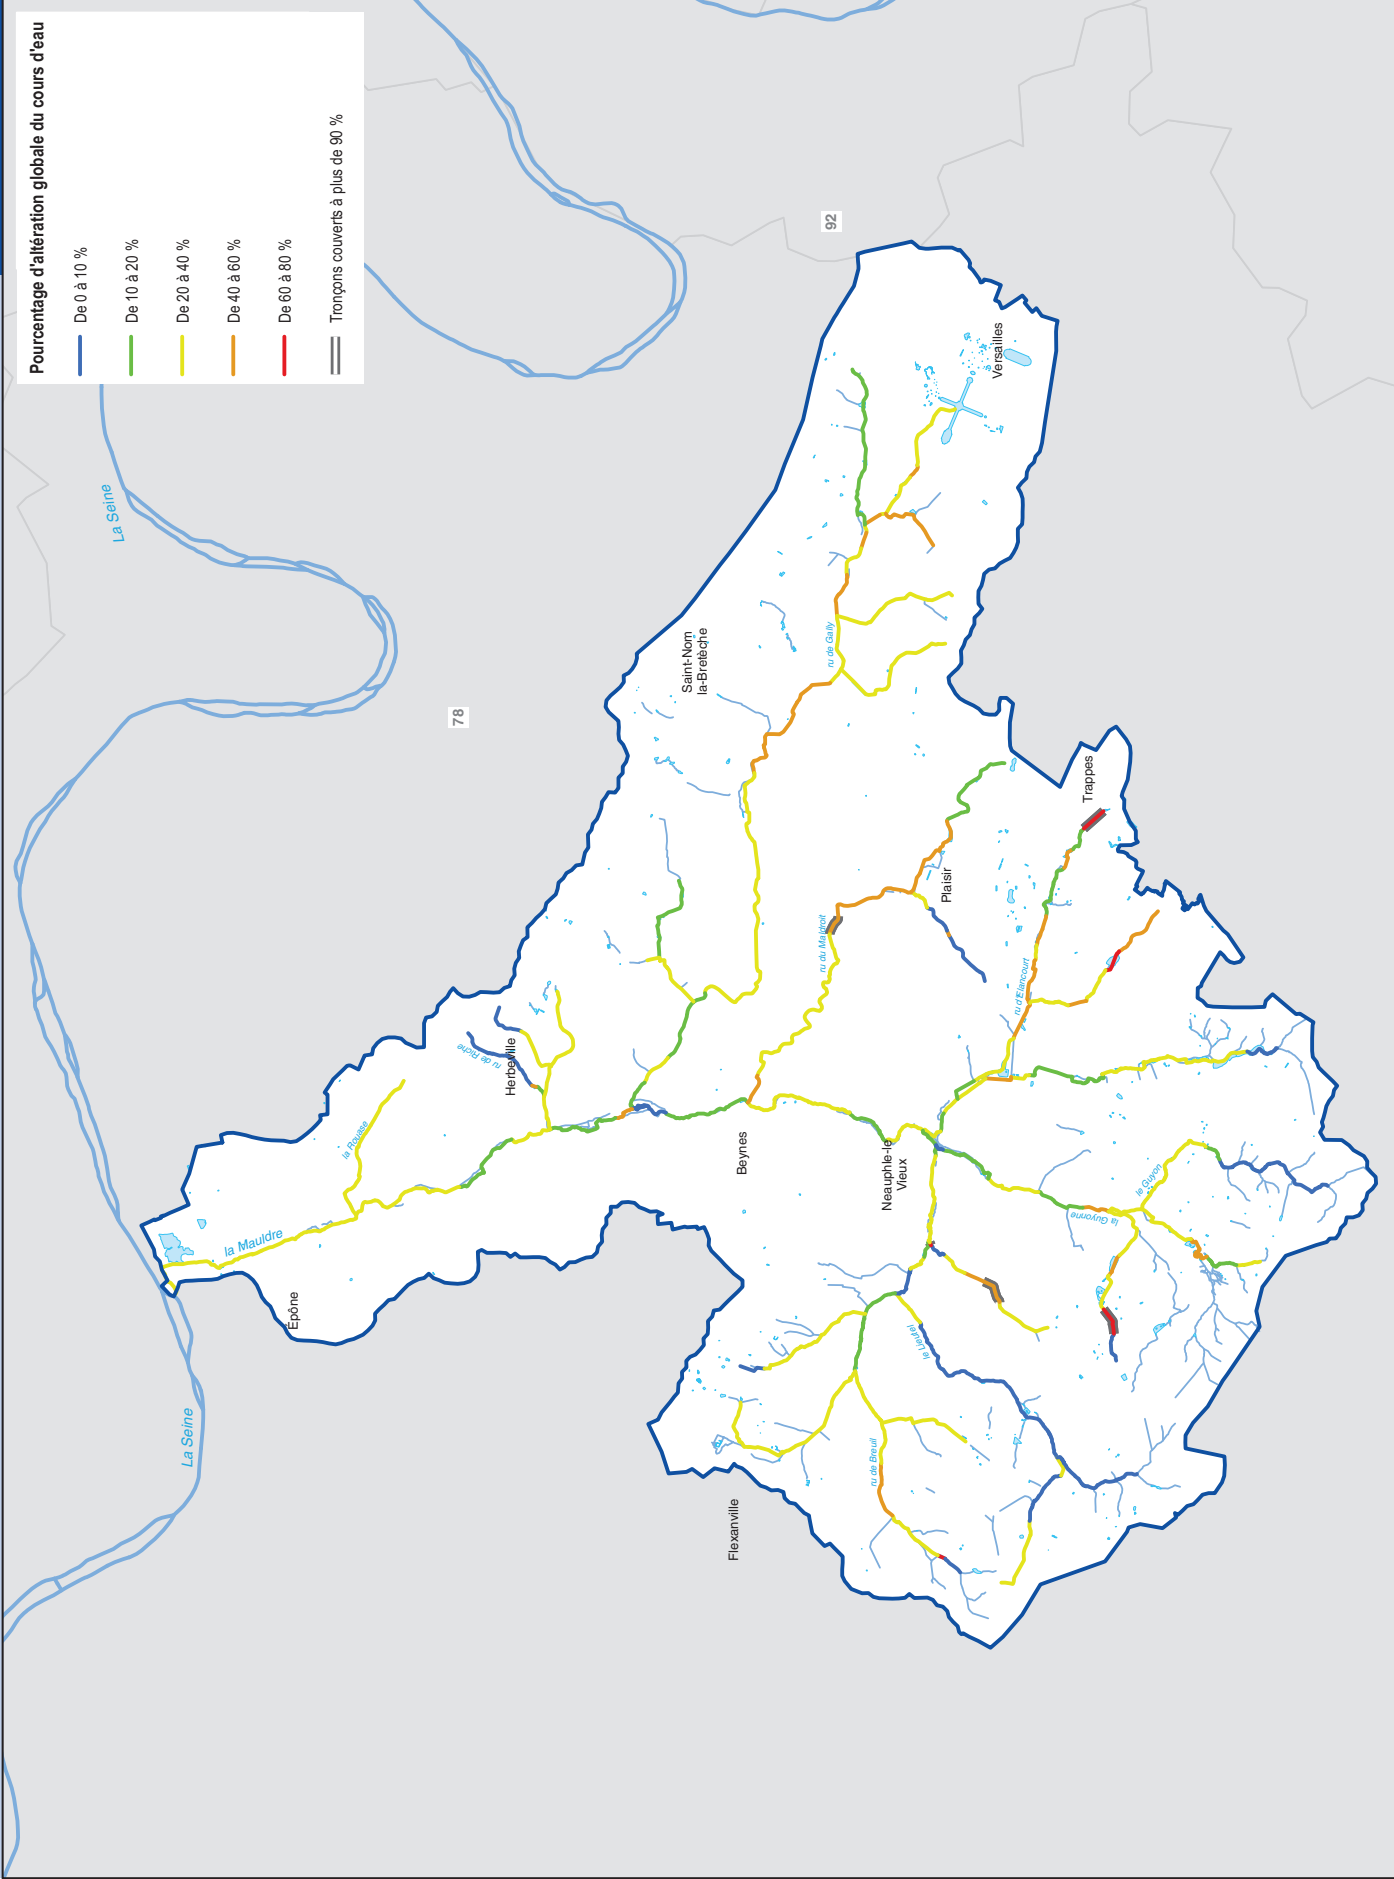 Pourcentage d'altération globale du cours d'eau
De 0 à 10 %
De 10 à 20 %
De 20 à 40 %
De 40 à 60 %
De 60 à 80 %
Tronçons couverts à plus de 90 %
La Seine
La Seine
78
92
Épône
la Mauldre
la Rouase
ru de Riche
Herbeville
Saint-Nom
la-Bretèche
ru de Gally
Versailles
Beynes
ru du Maldroit
Plaisir
Trappes
ru d'Elancourt
Neauphle-le
Vieux
le Guyon
la Guyonne
le Lieutel
ru de Breuil
Flexanville